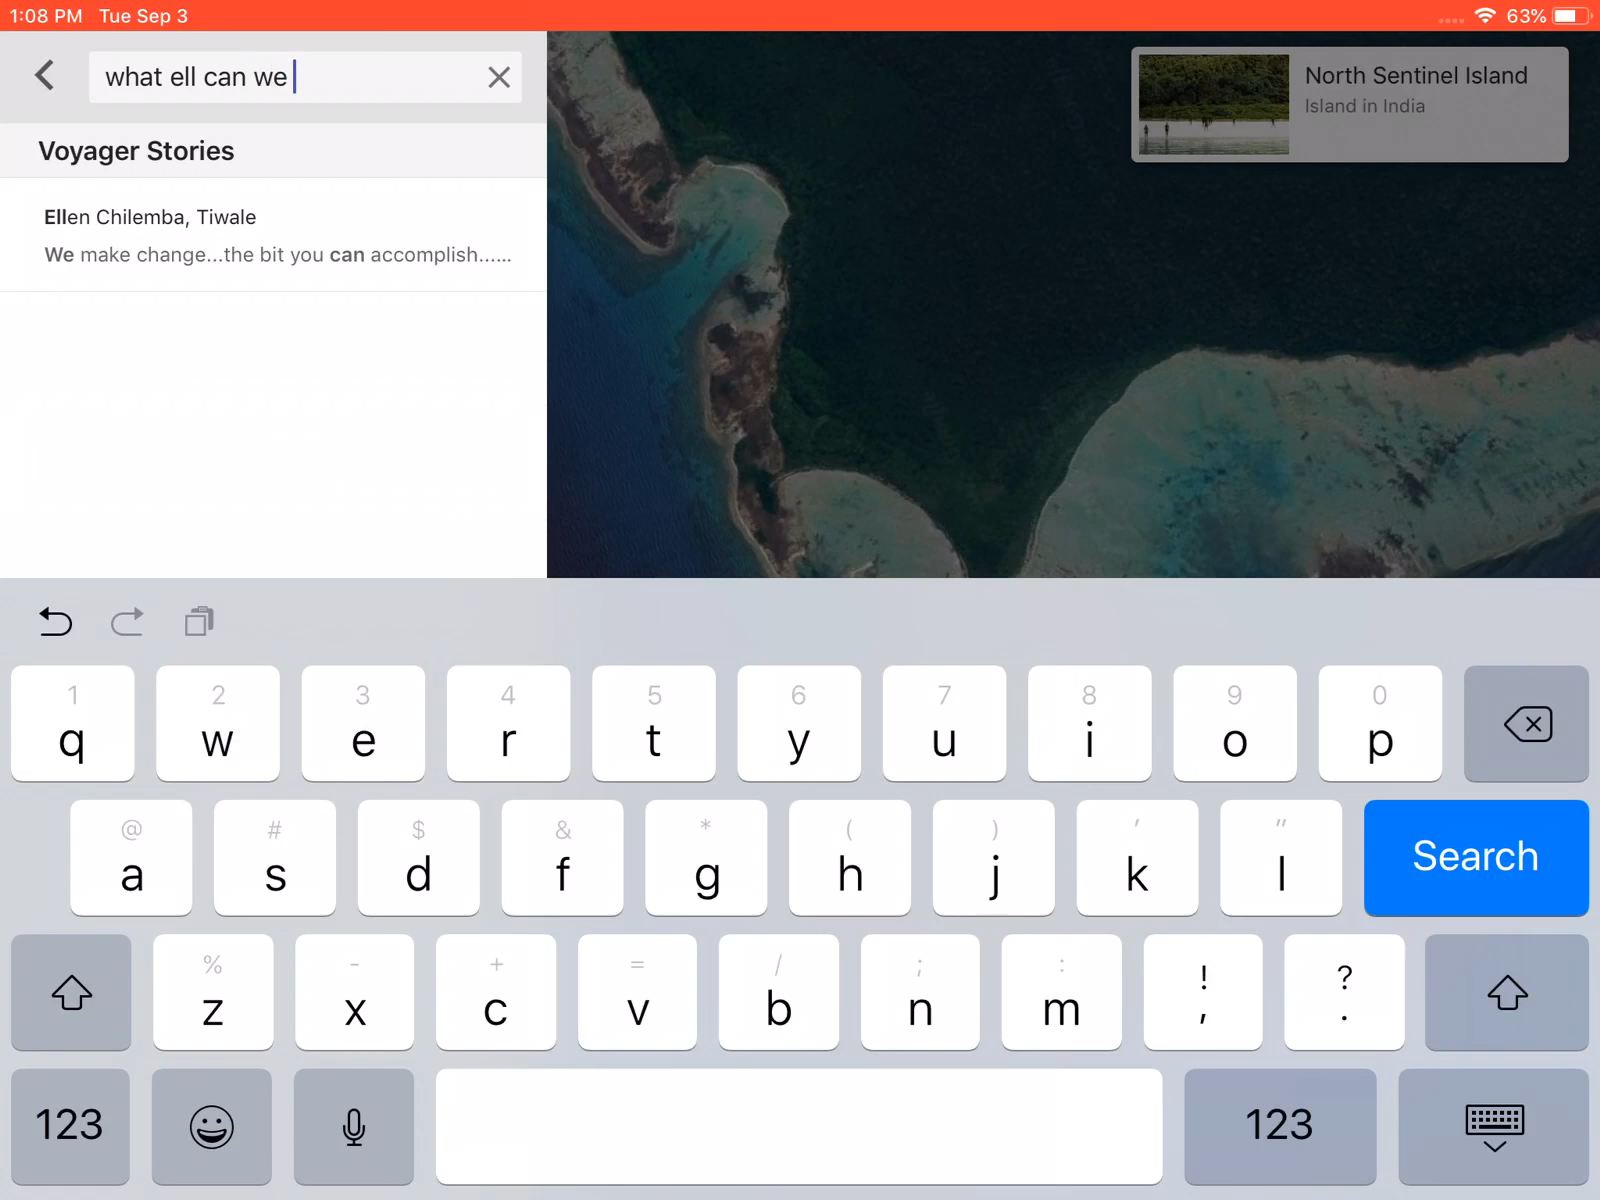 1:08 PM Tue Sep 3
63%
what ell can we
North Sentinel Island
Island in India
Voyager Stories
Ellen Chilemba, Tiwale
We make change...the bit you can accomplish......
1 2 3 4 5 6 7 8 9 0
q w e r t y u i o p
@ # $ & * ( ) ' "
a s d f g h j k l Search
% - + = / ; : ! ?
z x c v b n m , .
123 123